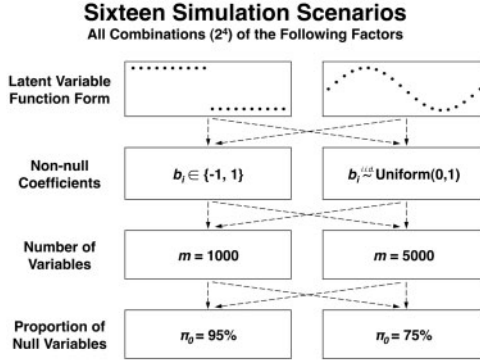 Sixteen Simulation Scenarios
All Combinations (2⁴) of the Following Factors
Latent Variable
Function Form
Non-null
Coefficients
bᵢ ∈ {-1, 1}
bᵢ i.i.d. ~ Uniform(0,1)
Number of
Variables
m = 1000
m = 5000
Proportion of
Null Variables
π₀ = 95%
π₀ = 75%